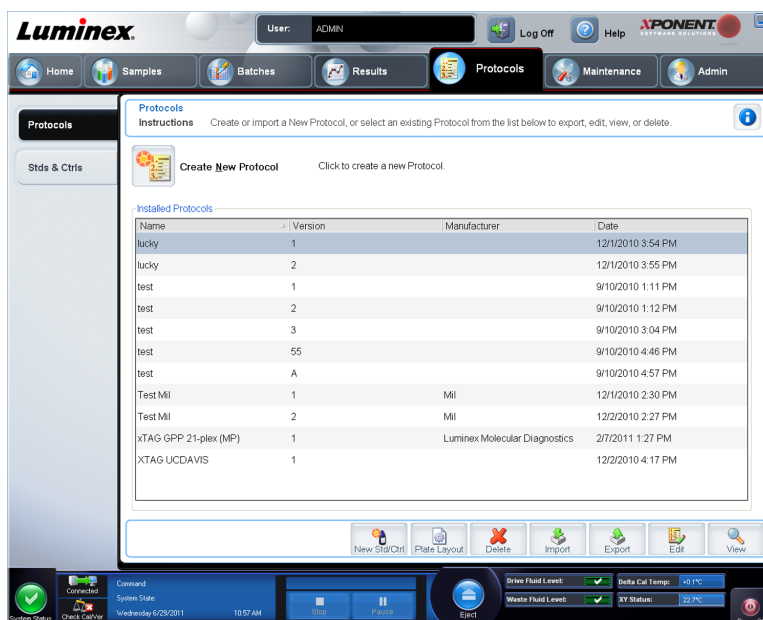 Luminex.
User: ADMIN
Log Off
Help
XPONENT.
SOFTWARE SOLUTIONS
Home
Samples
Batches
Results
Protocols
Maintenance
Admin
Protocols
Stds & Ctrls
Protocols
Instructions Create or import a New Protocol, or select an existing Protocol from the list below to export, edit, view, or delete.
Create New Protocol Click to create a new Protocol.
Installed Protocols
Name Version Manufacturer Date
lucky 1 12/1/2010 3:54 PM
lucky 2 12/1/2010 3:55 PM
test 1 9/10/2010 1:11 PM
test 2 9/10/2010 1:12 PM
test 3 9/10/2010 3:04 PM
test 55 9/10/2010 4:46 PM
test A 9/10/2010 4:57 PM
Test Mil 1 Mil 12/1/2010 2:30 PM
Test Mil 2 Mil 12/2/2010 2:27 PM
xTAG GPP 21-plex (MP) 1 Luminex Molecular Diagnostics 2/7/2011 1:27 PM
XTAG UCDAVIS 1 12/2/2010 4:17 PM
New Std/Ctrl
Plate Layout
Delete
Import
Export
Edit
View
System Status
Connected
Check Cal/Ver
Command:
System State:
Wednesday 6/29/2011 10:57 AM
Stop
Pause
Eject
Drive Fluid Level:
Waste Fluid Level:
Delta Cal Temp: +0.1°C
XY Status: 22.7°C